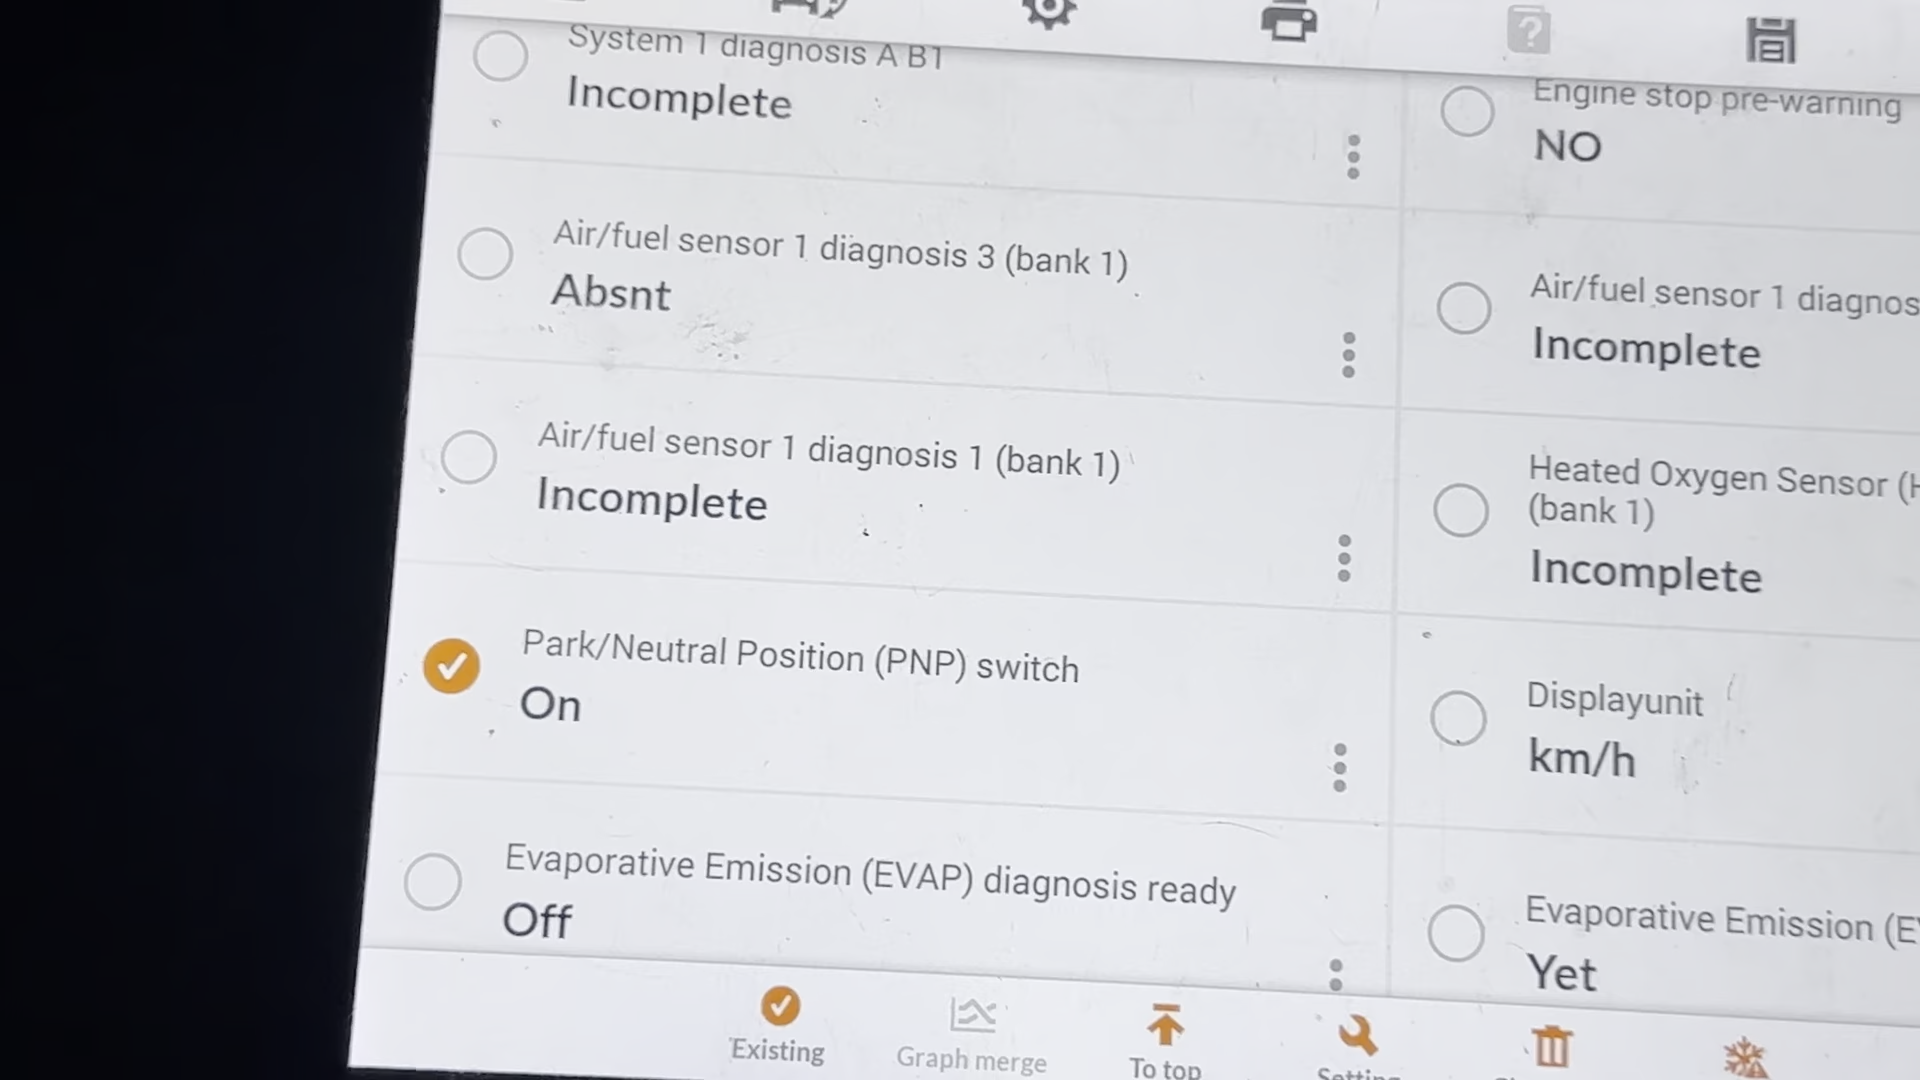 System 1 diagnosis A B1
Incomplete
Engine stop pre-warning
NO
Air/fuel sensor 1 diagnosis 3 (bank 1)
Absnt
Air/fuel sensor 1 diagnos
Incomplete
Air/fuel sensor 1 diagnosis 1 (bank 1)
Incomplete
Heated Oxygen Sensor (H
(bank 1)
Incomplete
Park/Neutral Position (PNP) switch
On
Displayunit
km/h
Evaporative Emission (EVAP) diagnosis ready
Off
Evaporative Emission (EV
Yet
Existing
Graph merge
To top
Setting